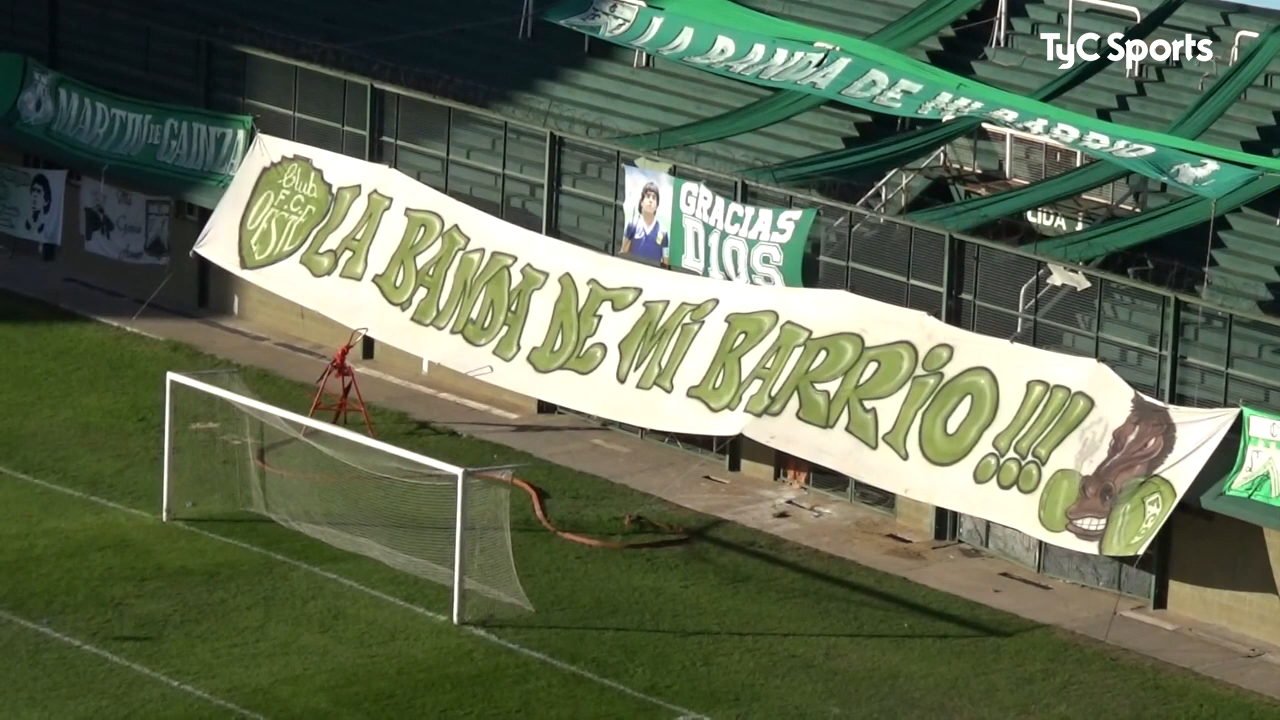 TyC Sports
LA BANDA DE MI BARRIO
MARTIN DE GAINZA
GRACIAS
D10S
Club
F.C.
OESTE
LA BANDA DE Mi BARRiO!!!